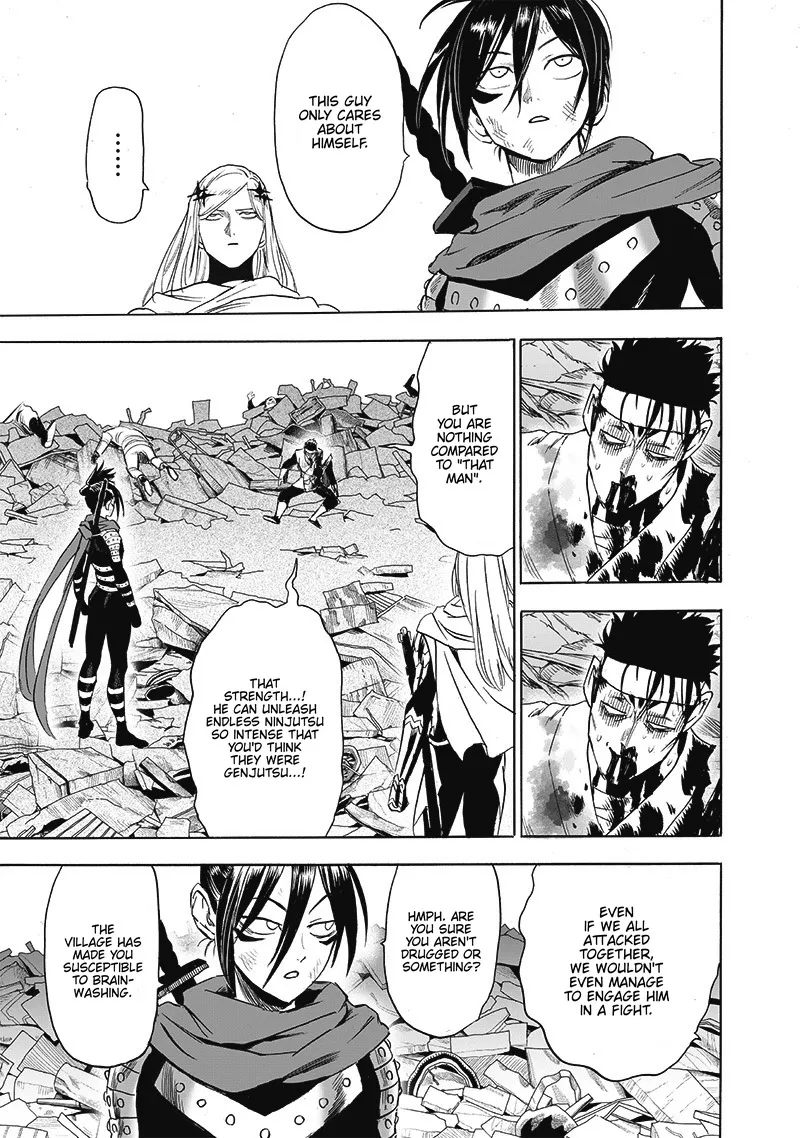 THIS GUY
ONLY CARES
ABOUT
HIMSELF.
......
BUT
YOU ARE
NOTHING
COMPARED
TO "THAT
MAN".
THAT
STRENGTH...!
HE CAN UNLEASH
ENDLESS NINJUTSU
SO INTENSE THAT
YOU'D THINK
THEY WERE
GENJUTSU...!
EVEN
IF WE ALL
ATTACKED
TOGETHER,
WE WOULDN'T
EVEN MANAGE
TO ENGAGE HIM
IN A FIGHT.
HMPH. ARE
YOU SURE
YOU AREN'T
DRUGGED OR
SOMETHING?
THE
VILLAGE HAS
MADE YOU
SUSCEPTIBLE
TO BRAIN-
WASHING.